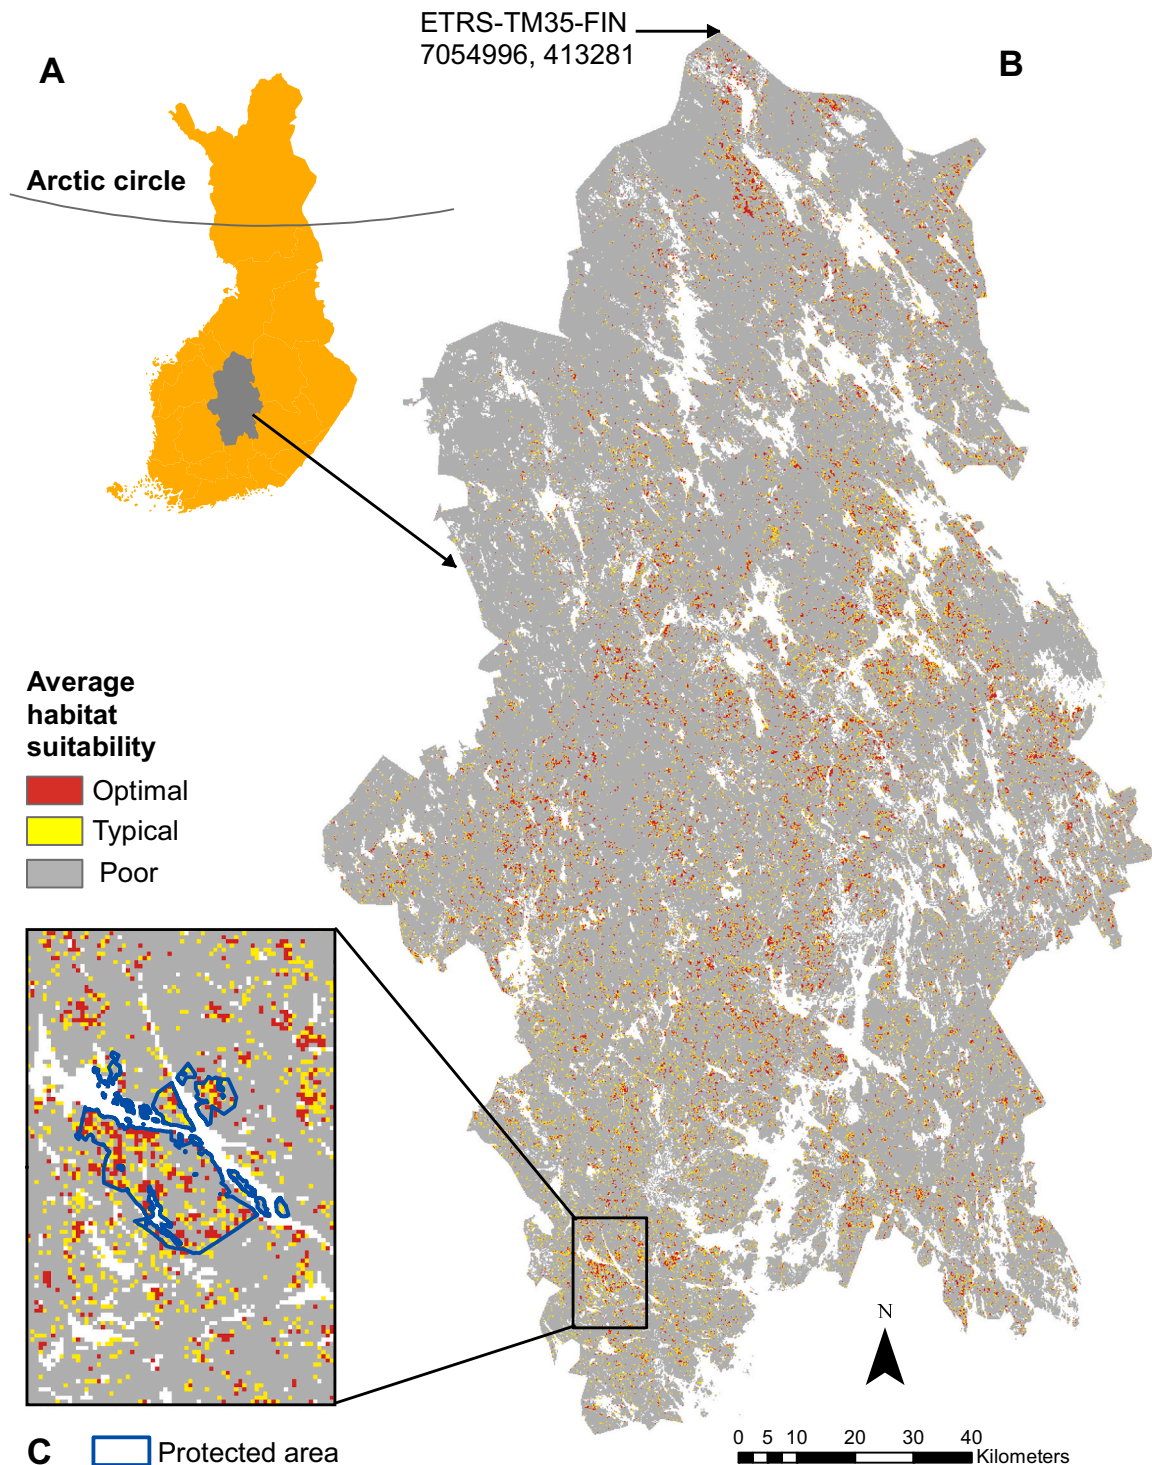 ETRS-TM35-FIN
7054996, 413281
A
B
Arctic circle
Average
habitat
suitability
Optimal
Typical
Poor
N
C
Protected area
0 5 10 20 30 40
Kilometers